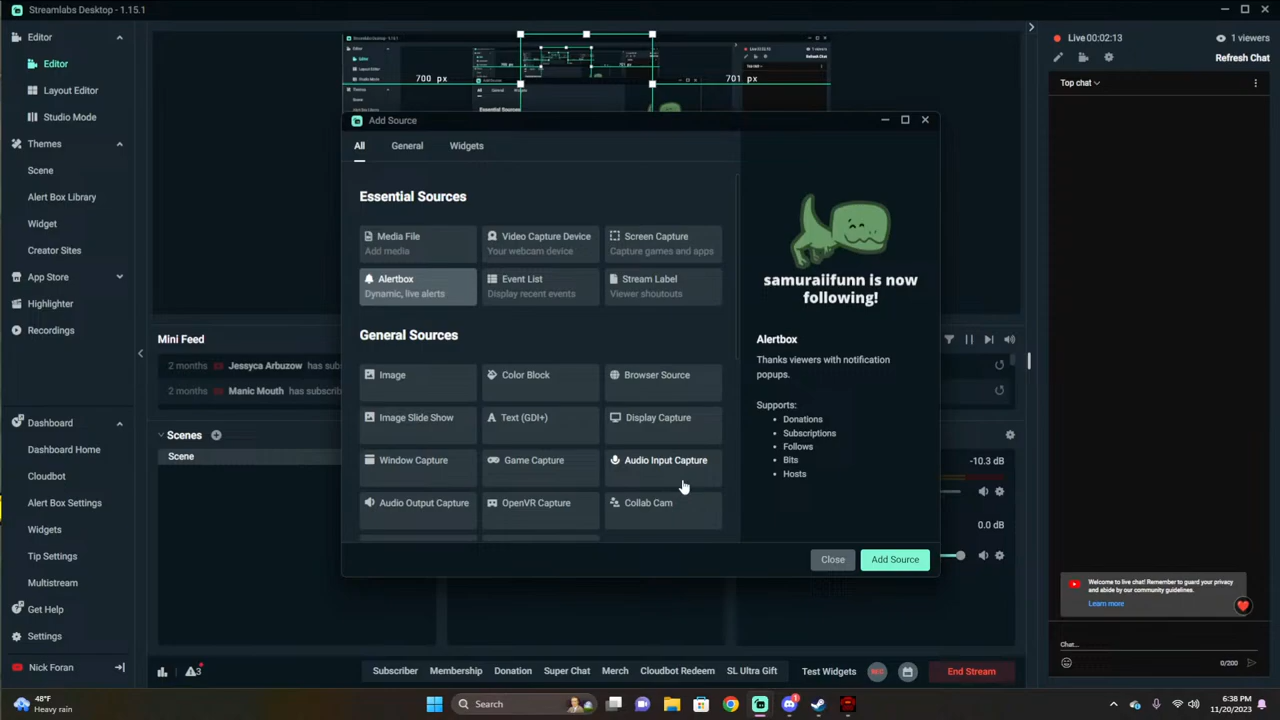 Streamlabs Desktop - 1.15.1
Editor
Editor
Layout Editor
Studio Mode
Themes
Scene
Alert Box Library
Widget
Creator Sites
App Store
Highlighter
Recordings
Dashboard
Dashboard Home
Cloudbot
Alert Box Settings
Widgets
Tip Settings
Multistream
Get Help
Settings
Nick Foran
700 px
701 px
Mini Feed
2 months Jessyca Arbuzow has sub
2 months Manic Mouth has subscrib
Scenes
Scene
Add Source
All General Widgets
Essential Sources
Media File
Add media
Video Capture Device
Your webcam device
Screen Capture
Capture games and apps
Alertbox
Dynamic, live alerts
Event List
Display recent events
Stream Label
Viewer shoutouts
General Sources
Image
Color Block
Browser Source
Image Slide Show
Text (GDI+)
Display Capture
Window Capture
Game Capture
Audio Input Capture
Audio Output Capture
OpenVR Capture
Collab Cam
samuraiifunn is now
following!
Alertbox
Thanks viewers with notification
popups.
Supports:
• Donations
• Subscriptions
• Follows
• Bits
• Hosts
Close
Add Source
-10.3 dB
0.0 dB
3
Subscriber Membership Donation Super Chat Merch Cloudbot Redeem SL Ultra Gift
Test Widgets
REC
End Stream
Live 00:02:13
1 viewers
Refresh Chat
Top chat
Welcome to live chat! Remember to guard your privacy
and abide by our community guidelines.
Learn more
Chat...
0/200
48°F
Heavy rain
Search
6:38 PM
11/20/2023